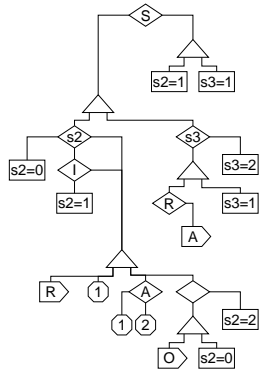 S
s2=1 s3=1
s2 s3
s2=0 I s3=2
s2=1 R s3=1
A
R 1 A
1 2 s2=2
O s2=0